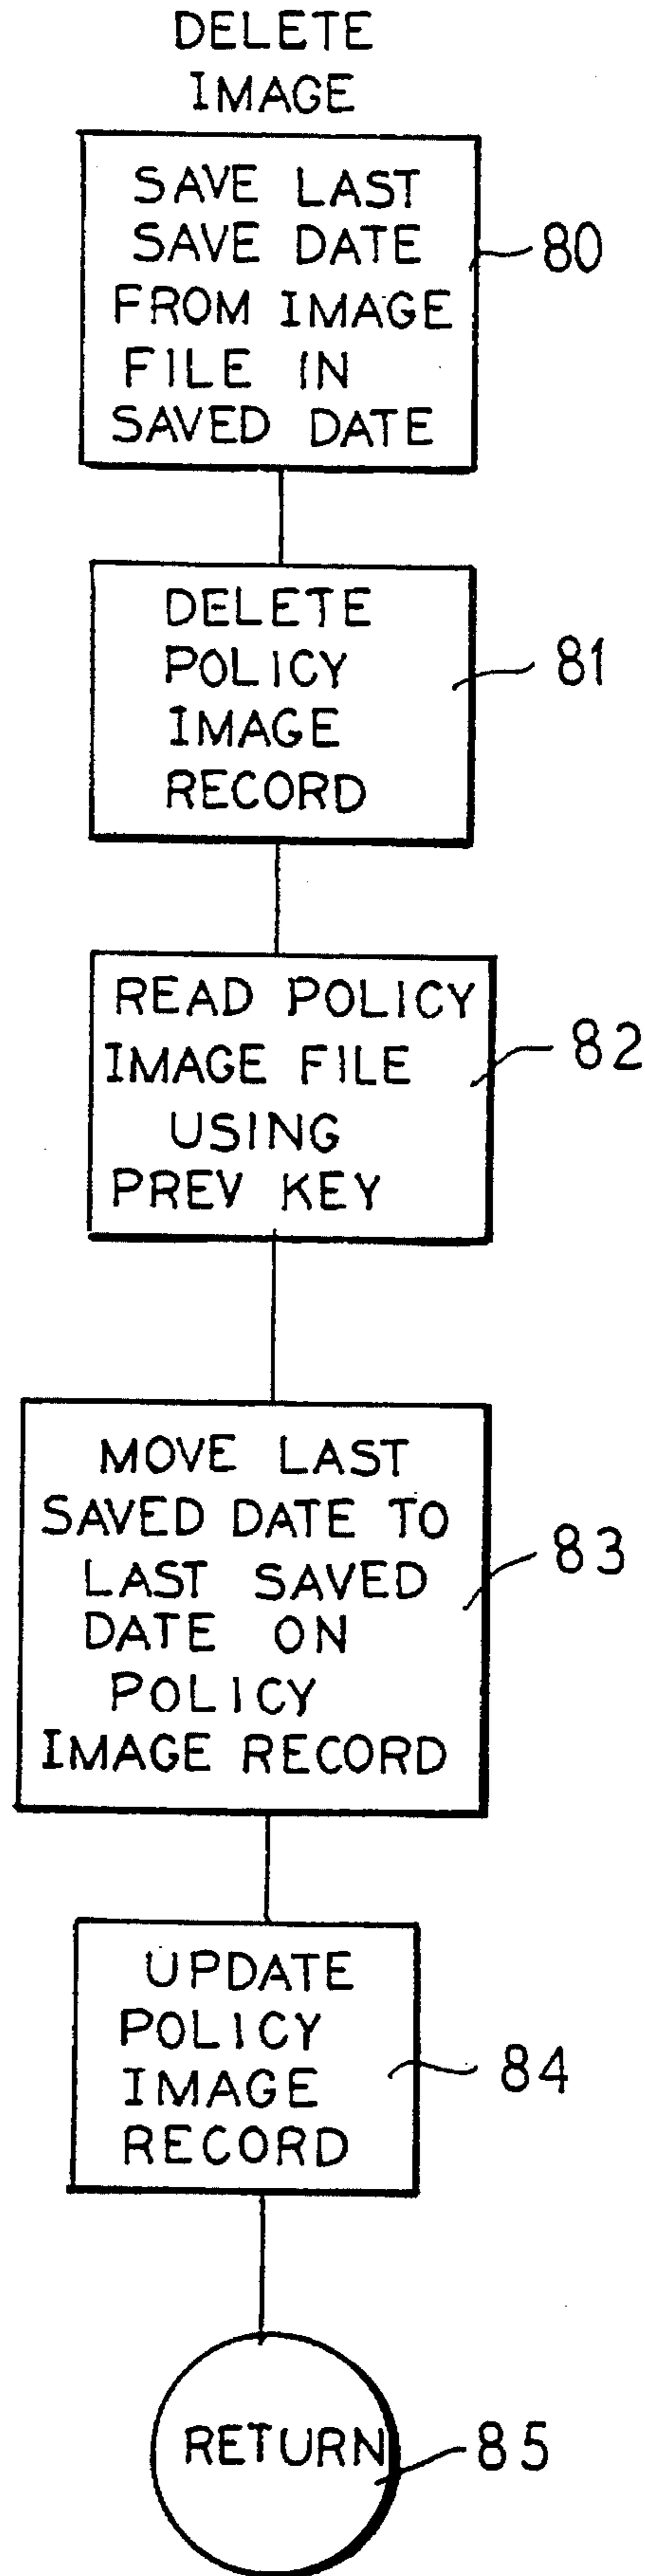 DELETE
IMAGE
SAVE LAST
SAVE DATE
FROM IMAGE
FILE IN
SAVED DATE
80
DELETE
POLICY
IMAGE
RECORD
81
READ POLICY
IMAGE FILE
USING
PREV KEY
82
MOVE LAST
SAVED DATE TO
LAST SAVED
DATE ON
POLICY
IMAGE RECORD
83
UPDATE
POLICY
IMAGE
RECORD
84
RETURN
85